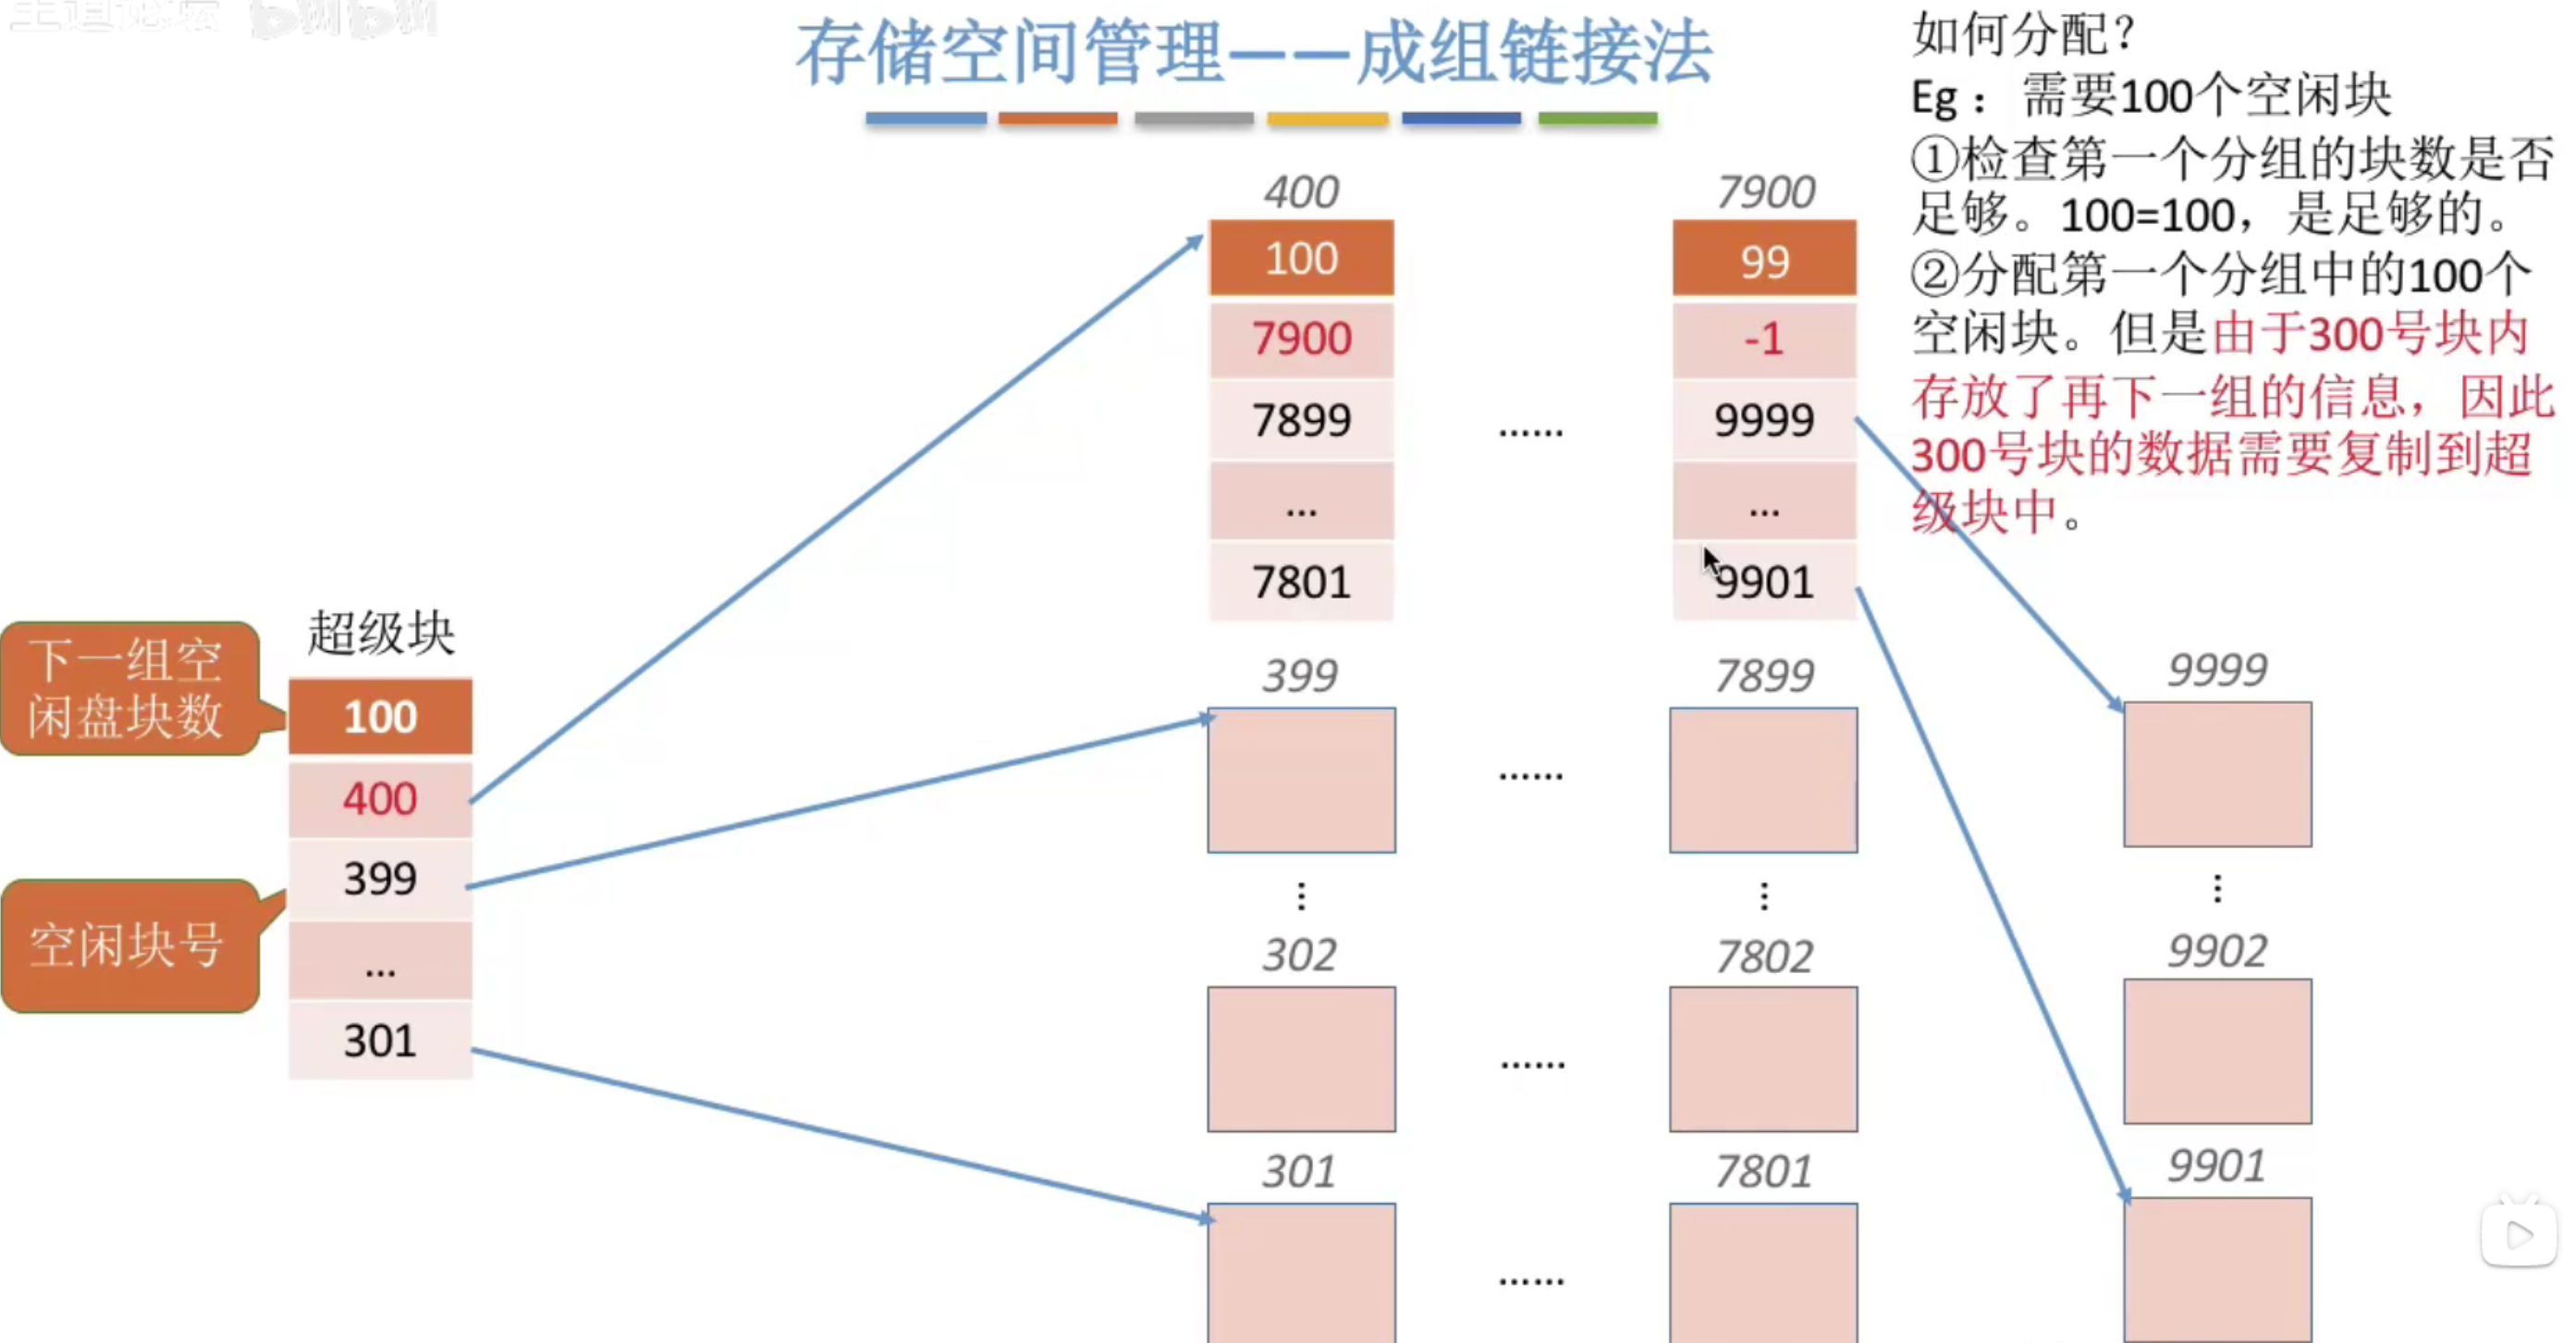 王道论坛 bilibili
存储空间管理——成组链接法
如何分配？
Eg：需要100个空闲块
①检查第一个分组的块数是否
足够。100=100，是足够的。
②分配第一个分组中的100个
空闲块。但是由于300号块内
存放了再下一组的信息，因此
300号块的数据需要复制到超
级块中。
400
100
7900
7899
...
7801
......
7900
99
-1
9999
...
9901
下一组空
闲盘块数
空闲块号
超级块
100
400
399
...
301
399
......
7899
9999
302
......
7802
9902
301
......
7801
9901